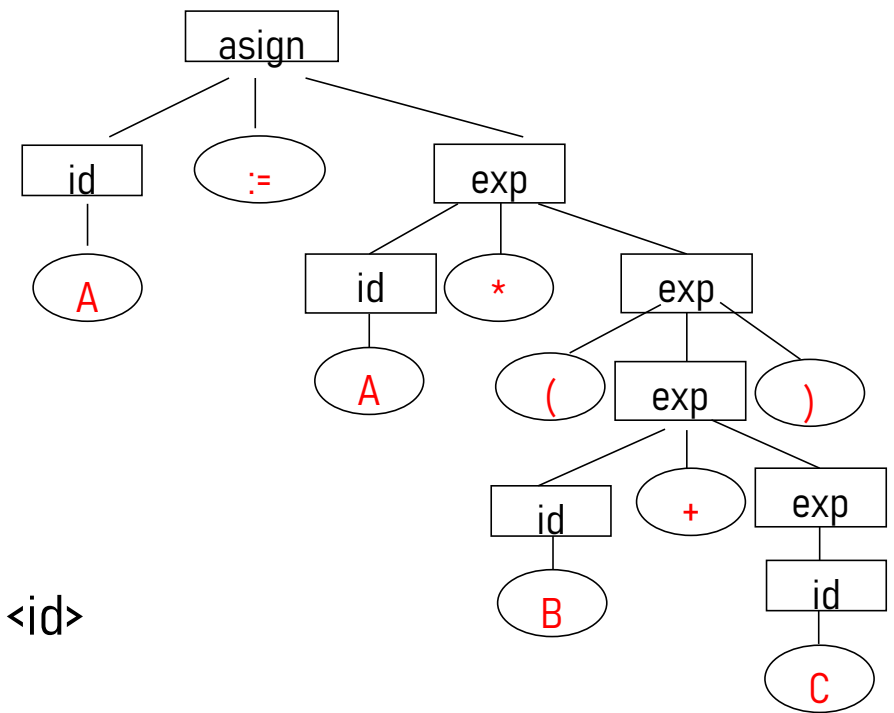 asign
id := exp
A id * exp
A ( exp )
id + exp
B id
<id>
C